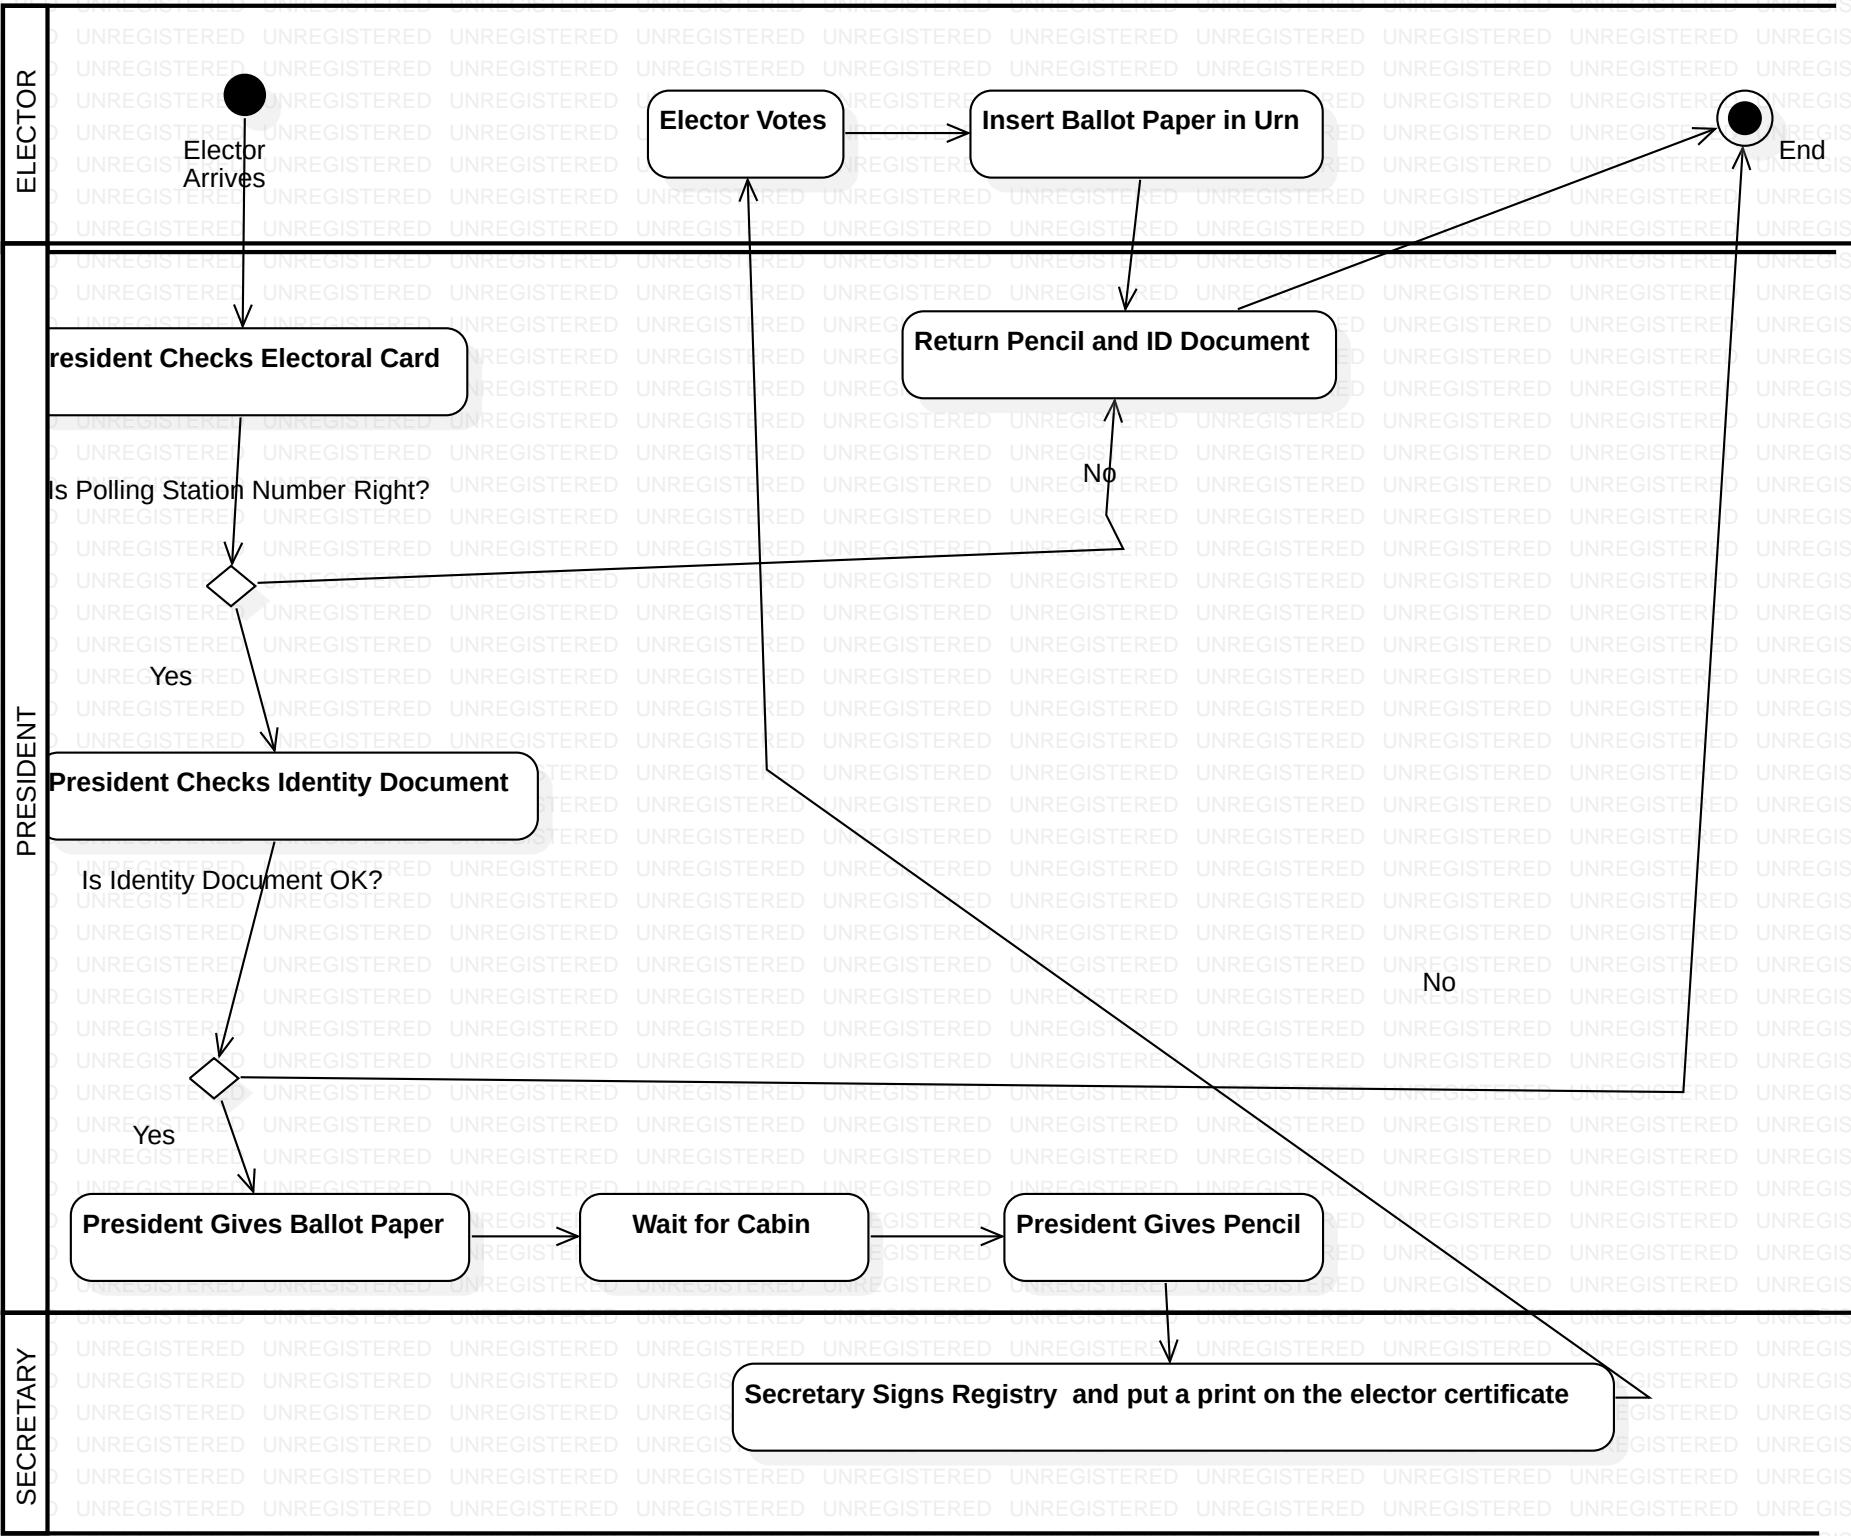 ELECTOR
Elector
Arrives
Elector Votes
Insert Ballot Paper in Urn
End
PRESIDENT
resident Checks Electoral Card
Return Pencil and ID Document
Is Polling Station Number Right?
No
Yes
President Checks Identity Document
Is Identity Document OK?
No
Yes
President Gives Ballot Paper
Wait for Cabin
President Gives Pencil
SECRETARY
Secretary Signs Registry  and put a print on the elector certificate
UNREGISTERED